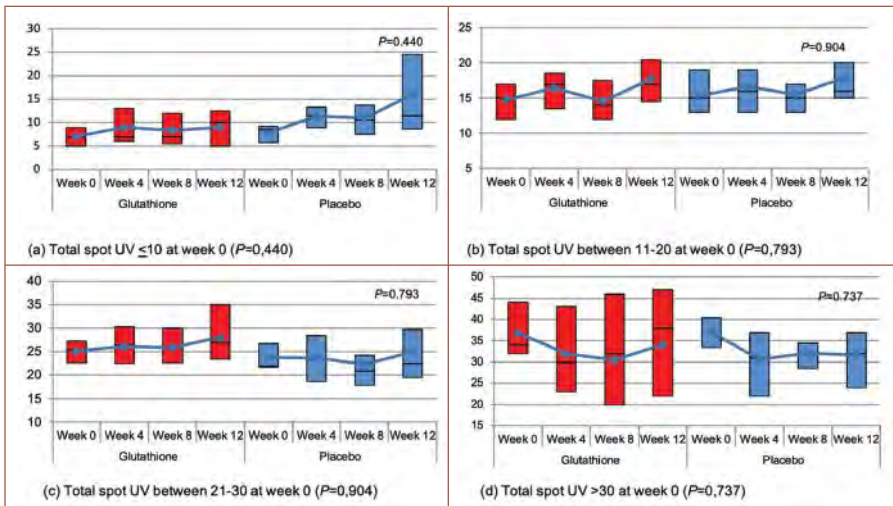 30
25
20
15
10
5
0
P=0.440
Week 0 Week 4 Week 8 Week 12 Week 0 Week 4 Week 8 Week 12
Glutathione Placebo
(a) Total spot UV ≤10 at week 0 (P=0,440)
25
20
15
10
5
P=0.904
Week 0 Week 4 Week 8 Week 12 Week 0 Week 4 Week 8 Week 12
Glutathione Placebo
(b) Total spot UV between 11-20 at week 0 (P=0,793)
40
35
30
25
20
15
10
P=0.793
Week 0 Week 4 Week 8 Week 12 Week 0 Week 4 Week 8 Week 12
Glutathione Placebo
(c) Total spot UV between 21-30 at week 0 (P=0,904)
50
45
40
35
30
25
20
15
P=0.737
Week 0 Week 4 Week 8 Week 12 Week 0 Week 4 Week 8 Week 12
Glutathione Placebo
(d) Total spot UV >30 at week 0 (P=0,737)